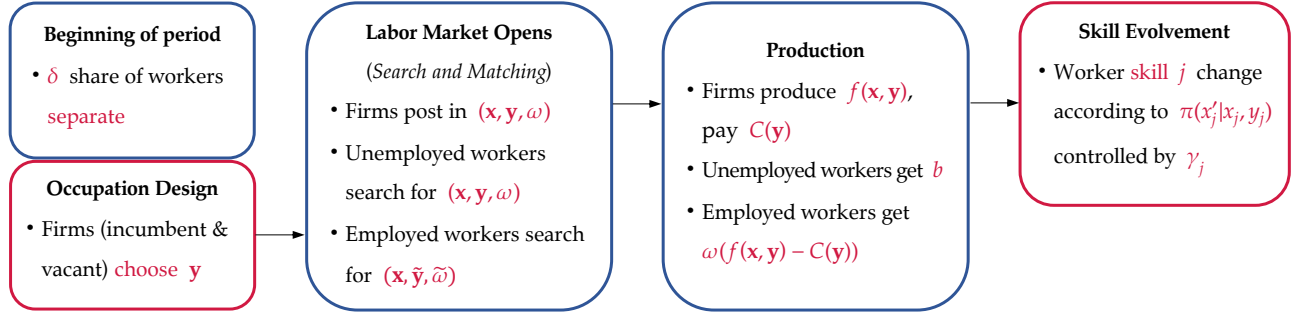 Beginning of period
• δ share of workers
separate
Occupation Design
• Firms (incumbent &
vacant) choose y
Labor Market Opens
(Search and Matching)
• Firms post in (x, y, ω)
• Unemployed workers
search for (x, y, ω)
• Employed workers search
for (x, ỹ, ω̃)
Production
• Firms produce f(x, y),
pay C(y)
• Unemployed workers get b
• Employed workers get
ω(f(x, y) − C(y))
Skill Evolvement
• Worker skill j change
according to π(x′ⱼ|xⱼ, yⱼ)
controlled by γⱼ